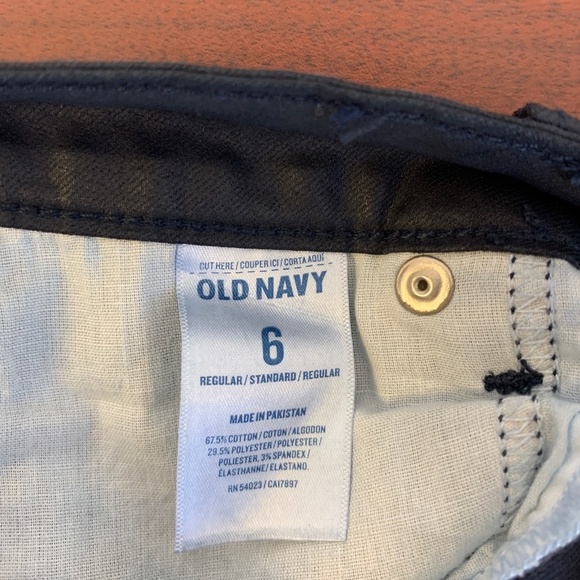 CUT HERE / COUPER ICI / CORTA AQUÍ
OLD NAVY
6
REGULAR / STANDARD / REGULAR
MADE IN PAKISTAN
67.5% COTTON / COTON / ALGODON
29.5% POLYESTER / POLYESTER /
POLIESTER, 3% SPANDEX /
ÉLASTHANNE / ELASTANO.
RN 54023 / CA17897